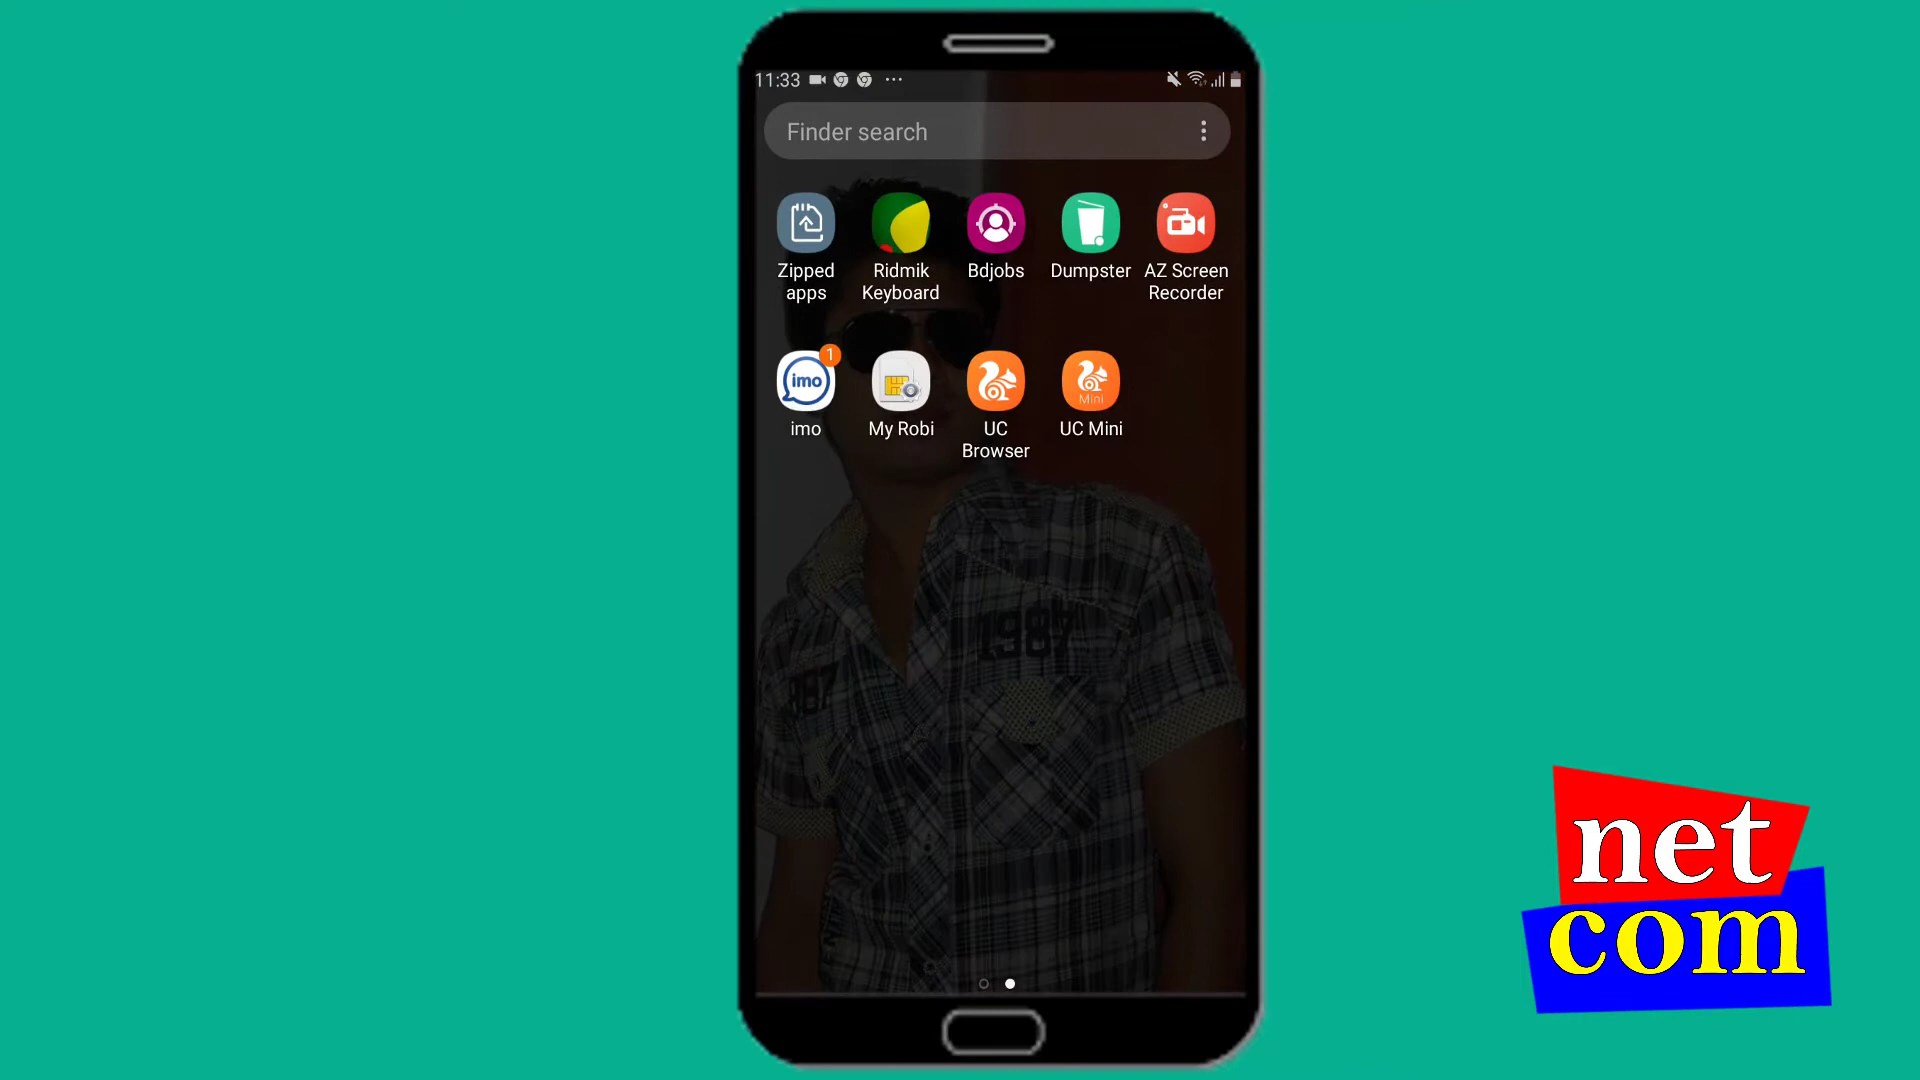 11:33
Finder search
Zipped
apps
Ridmik
Keyboard
Bdjobs
Dumpster
AZ Screen
Recorder
imo
1
imo
My Robi
UC
Browser
Mini
UC Mini
1987
net
com